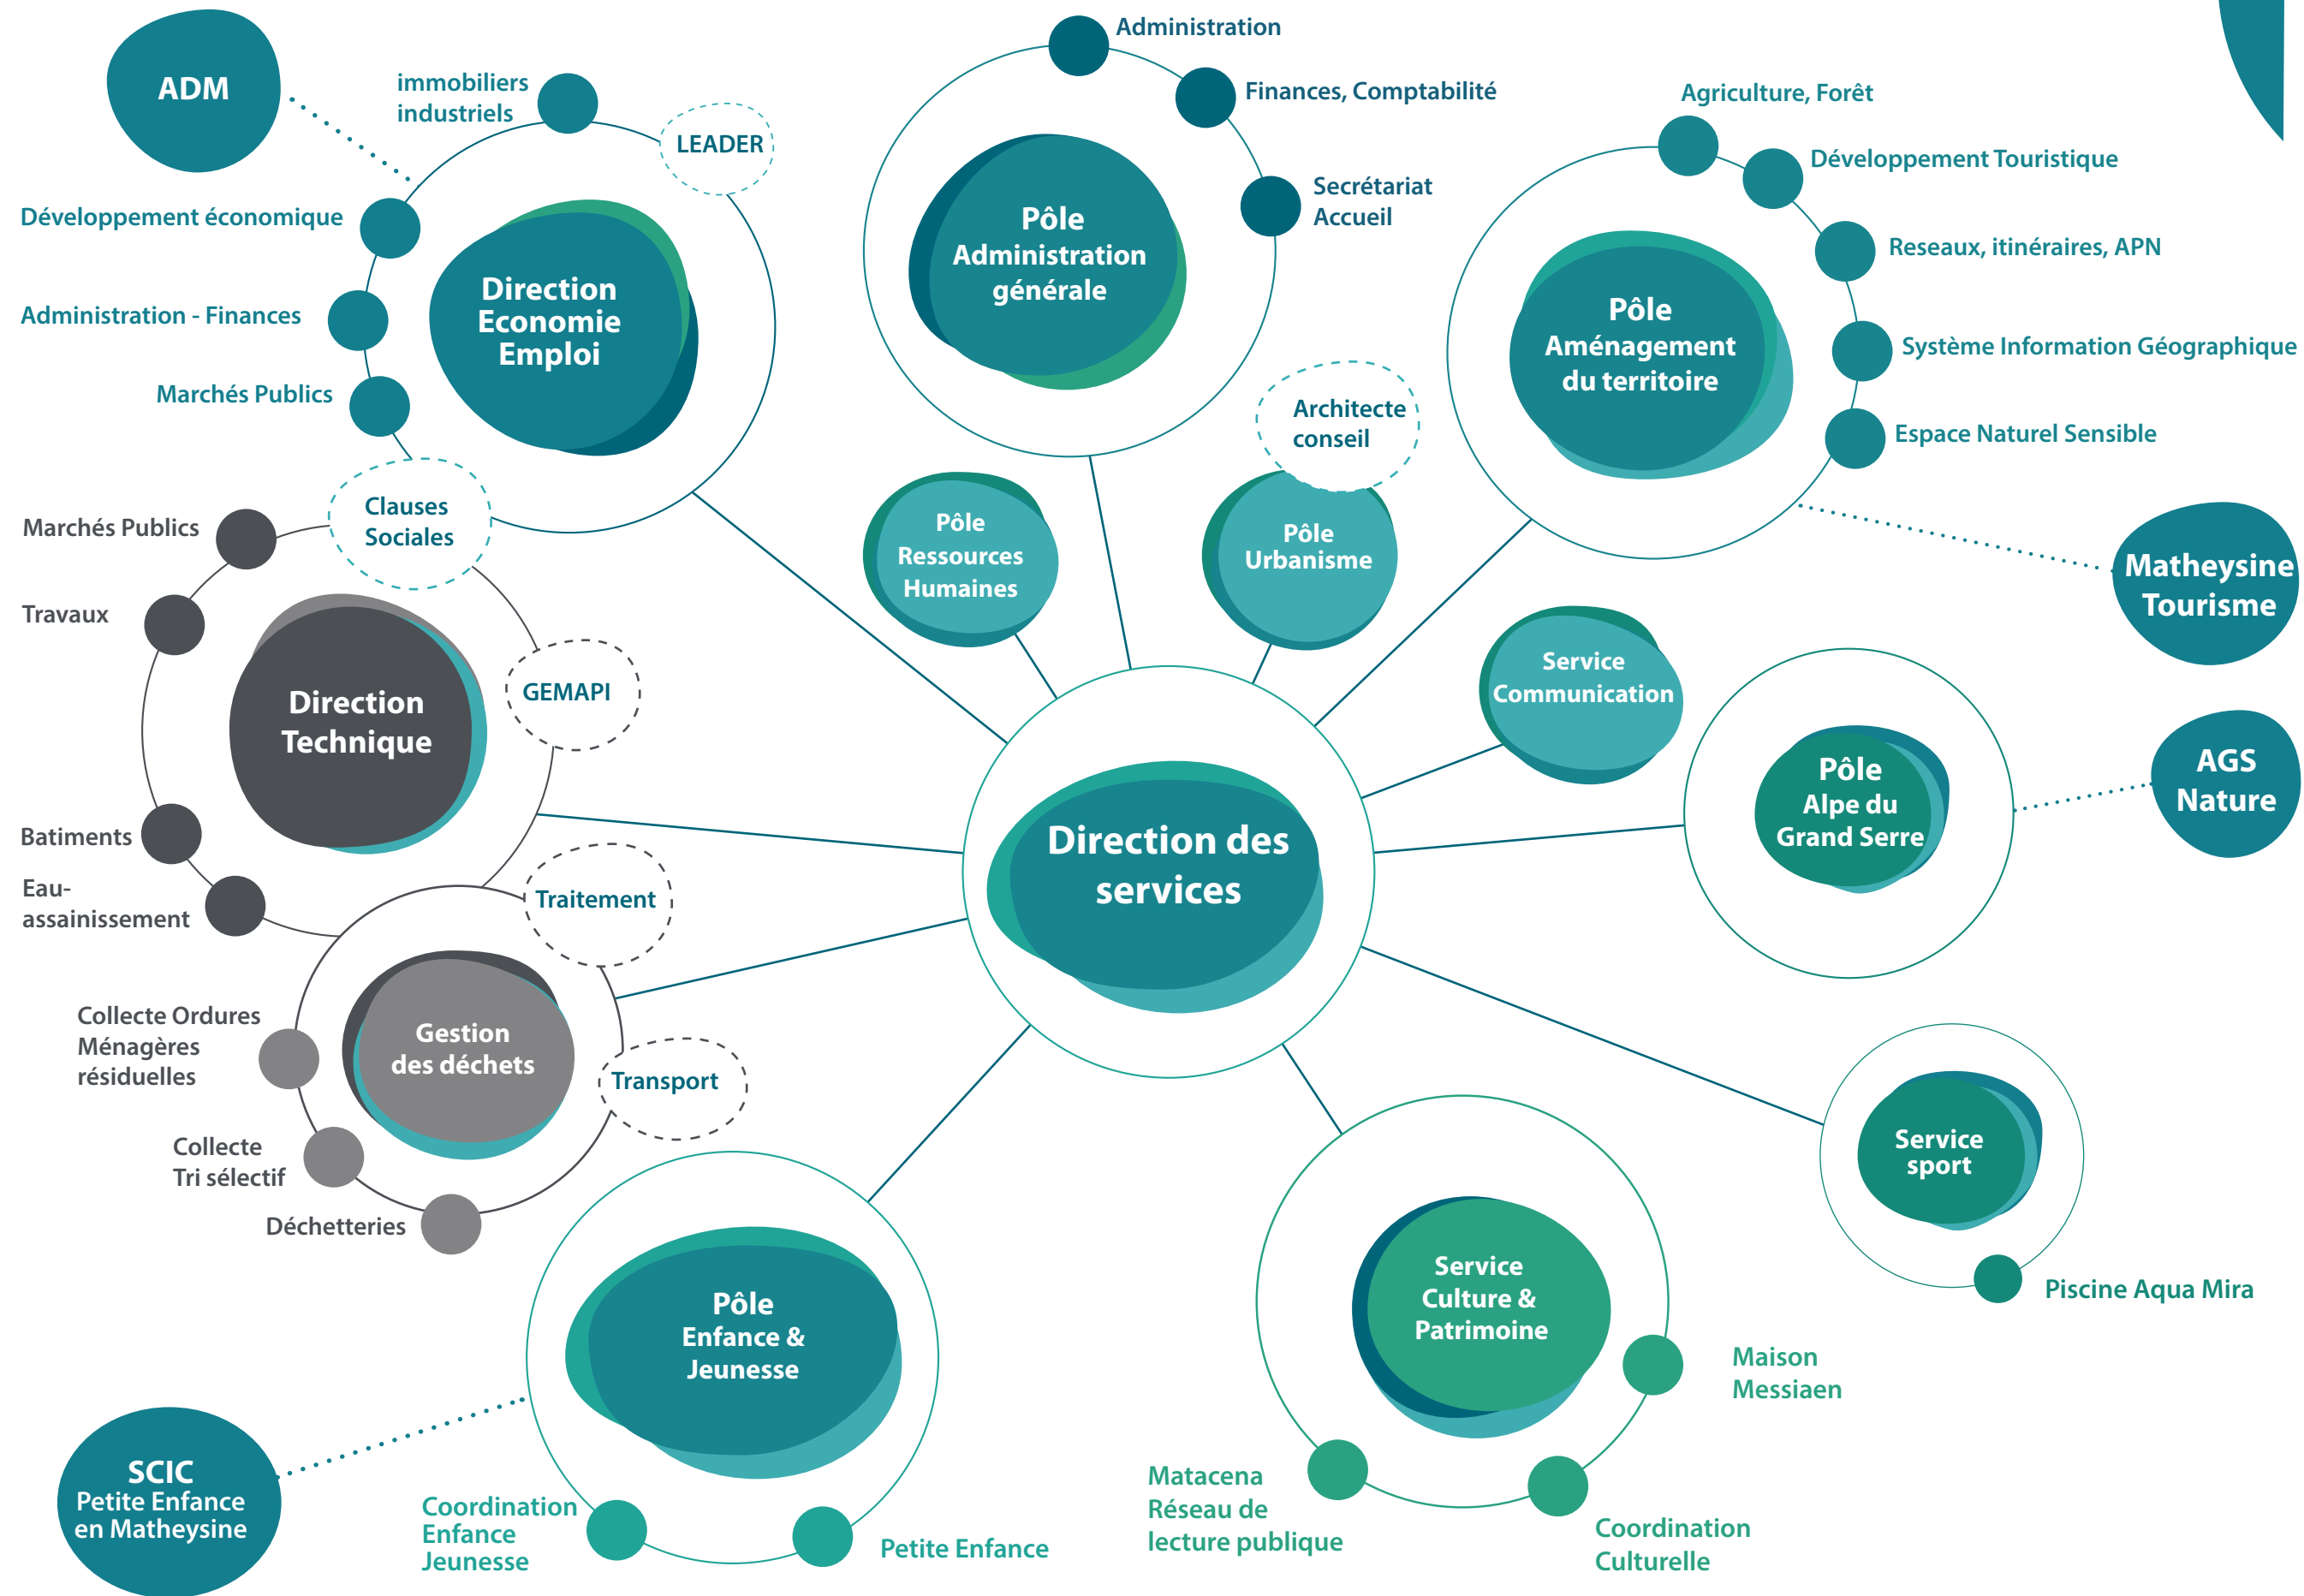 ADM
immobiliers
industriels
LEADER
Développement économique
Administration - Finances
Marchés Publics
Direction
Economie
Emploi
Clauses
Sociales
Administration
Finances, Comptabilité
Secrétariat
Accueil
Pôle
Administration
générale
Agriculture, Forêt
Développement Touristique
Reseaux, itinéraires, APN
Système Information Géographique
Espace Naturel Sensible
Pôle
Aménagement
du territoire
Architecte
conseil
Pôle
Ressources
Humaines
Pôle
Urbanisme
Matheysine
Tourisme
Service
Communication
Marchés Publics
Travaux
Direction
Technique
GEMAPI
Batiments
Eau-
assainissement
Pôle
Alpe du
Grand Serre
AGS
Nature
Direction des
services
Traitement
Gestion
des déchets
Collecte Ordures
Ménagères
résiduelles
Transport
Collecte
Tri sélectif
Déchetteries
Service
sport
Piscine Aqua Mira
Pôle
Enfance &
Jeunesse
Service
Culture &
Patrimoine
Maison
Messiaen
SCIC
Petite Enfance
en Matheysine
Coordination
Enfance
Jeunesse
Petite Enfance
Matacena
Réseau de
lecture publique
Coordination
Culturelle